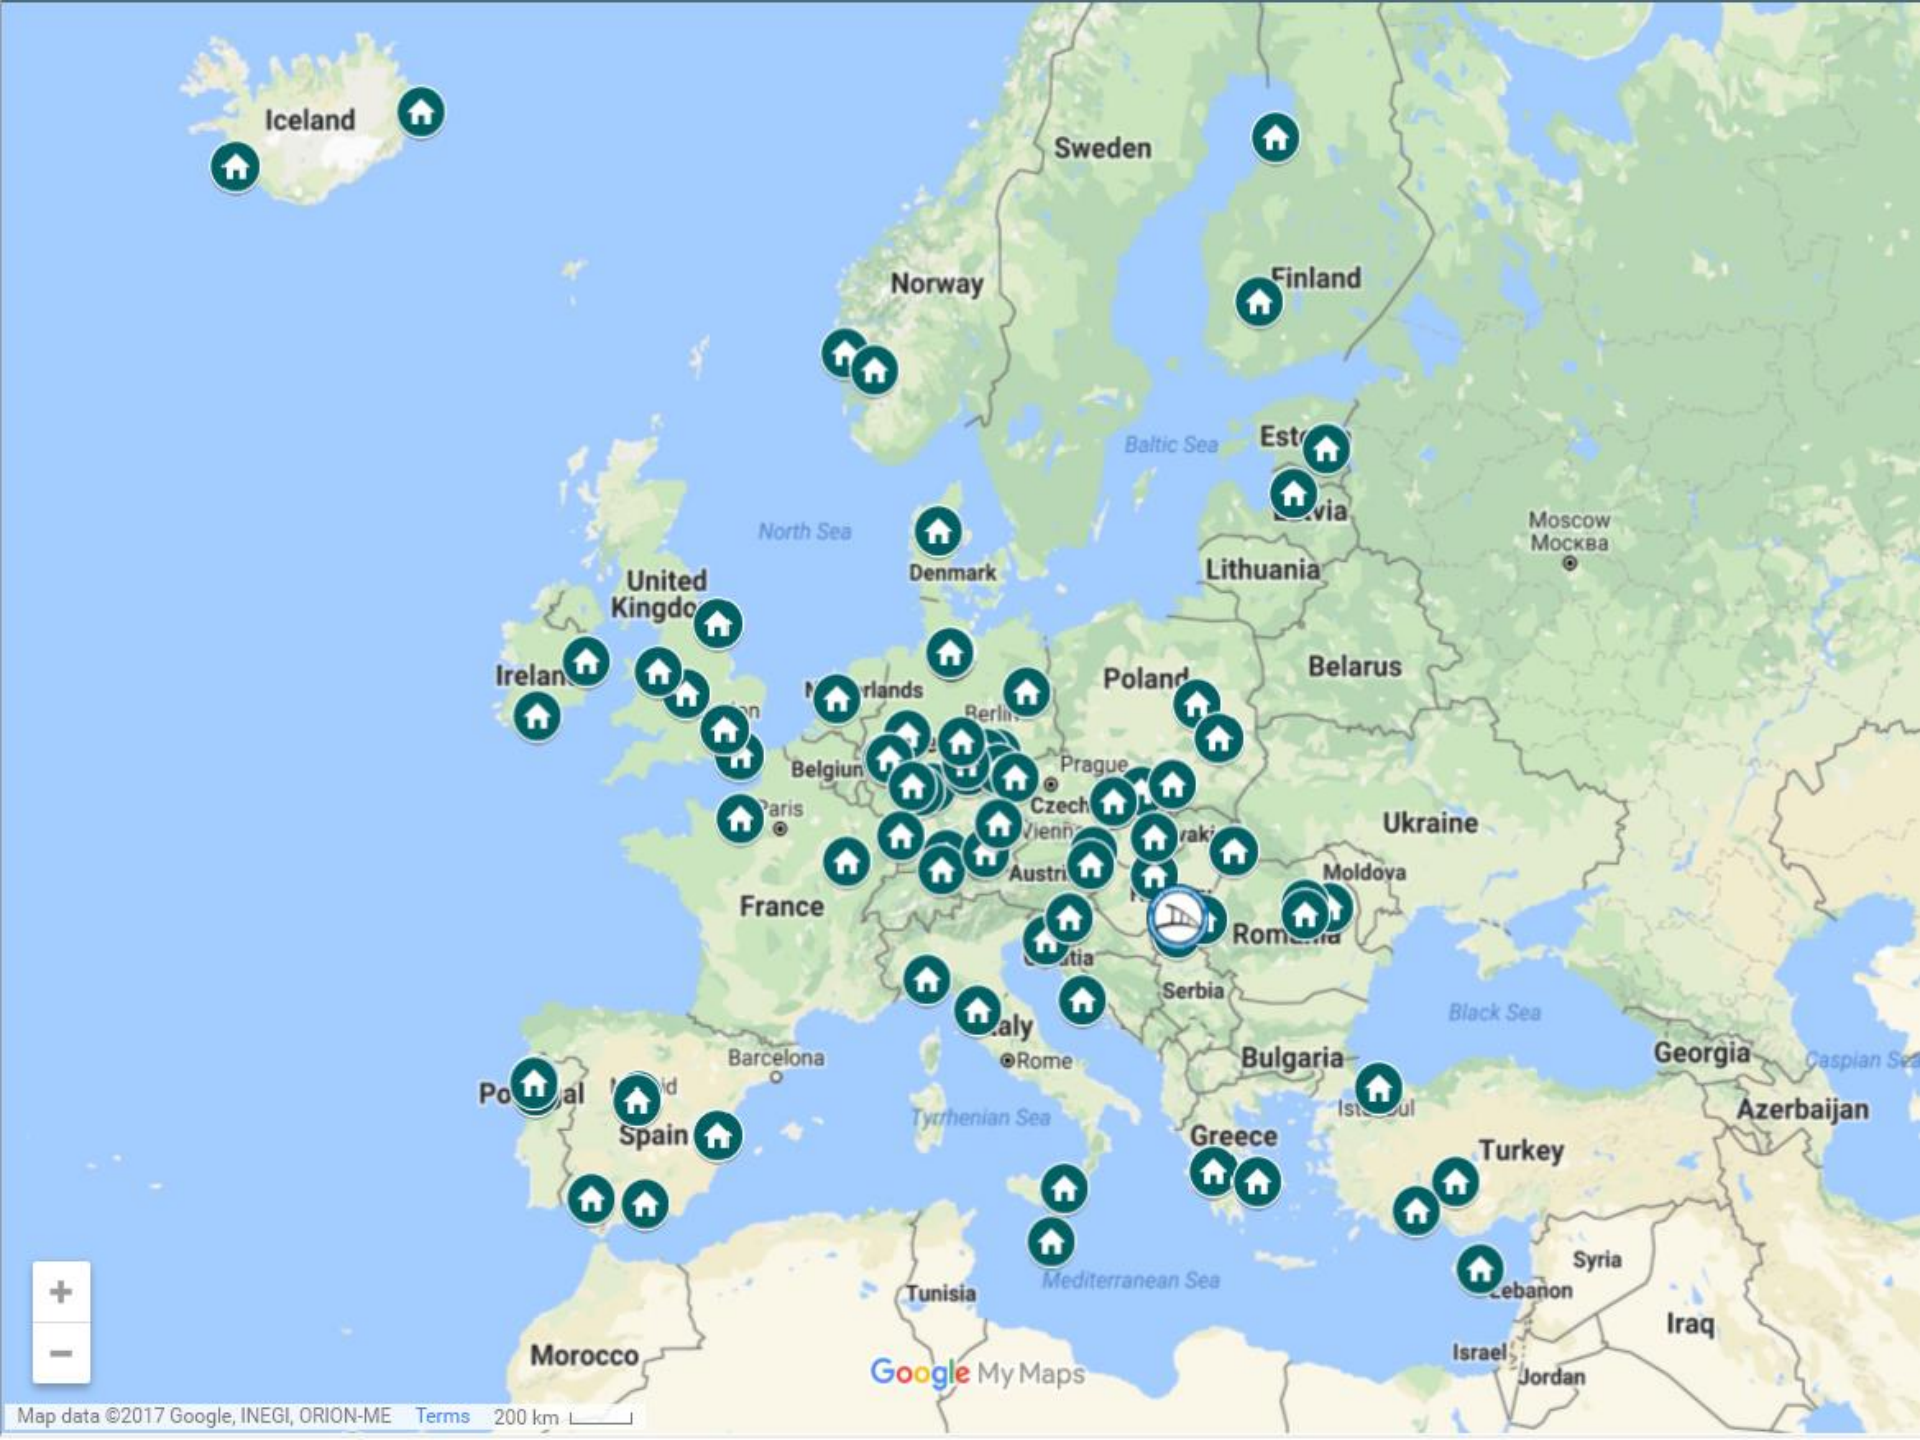 Iceland
Sweden
Finland
Norway
Baltic Sea
North Sea
Moscow
Москва
Denmark
Lithuania
United
Belarus
Poland
Berlin
Prague
Paris
Ukraine
Moldova
France
Serbia
Black Sea
Rome
Barcelona
Bulgaria
Georgia
Azerbaijan
Tyrrhenian Sea
Spain
Greece
Turkey
Syria
Mediterranean Sea
Tunisia
Lebanon
Iraq
Morocco
Israel
Jordan
Google My Maps
Map data ©2017 Google, INEGI, ORION-ME Terms 200 km